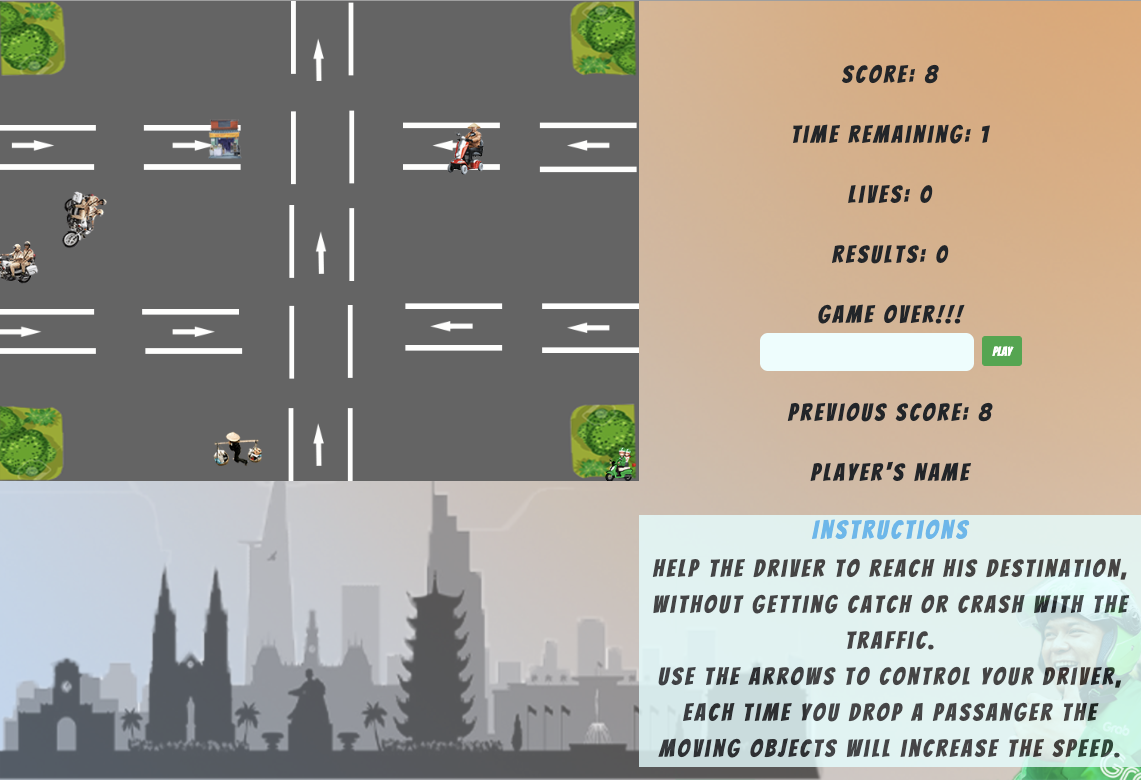 SCORE: 8
TIME REMAINING: 1
LIVES: 0
RESULTS: 0
GAME OVER!!!
PLAY
PREVIOUS SCORE: 8
PLAYER'S NAME
INSTRUCTIONS
HELP THE DRIVER TO REACH HIS DESTINATION,
WITHOUT GETTING CATCH OR CRASH WITH THE
TRAFFIC.
USE THE ARROWS TO CONTROL YOUR DRIVER,
EACH TIME YOU DROP A PASSANGER THE
MOVING OBJECTS WILL INCREASE THE SPEED.
Grab